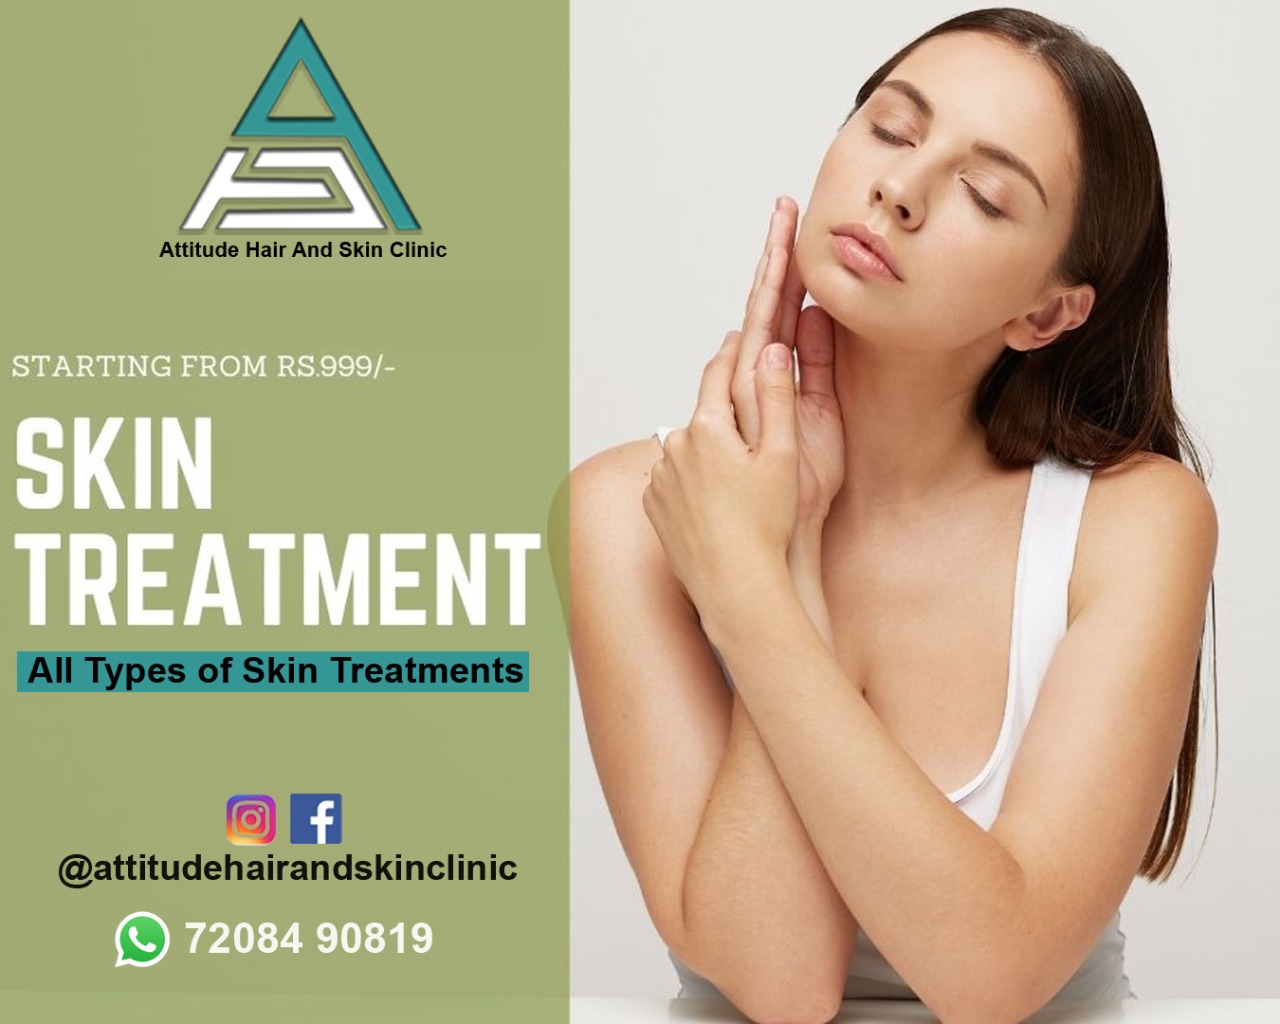 Attitude Hair And Skin Clinic
STARTING FROM RS.999/-
SKIN
TREATMENT
All Types of Skin Treatments
@attitudehairandskinclinic
72084 90819